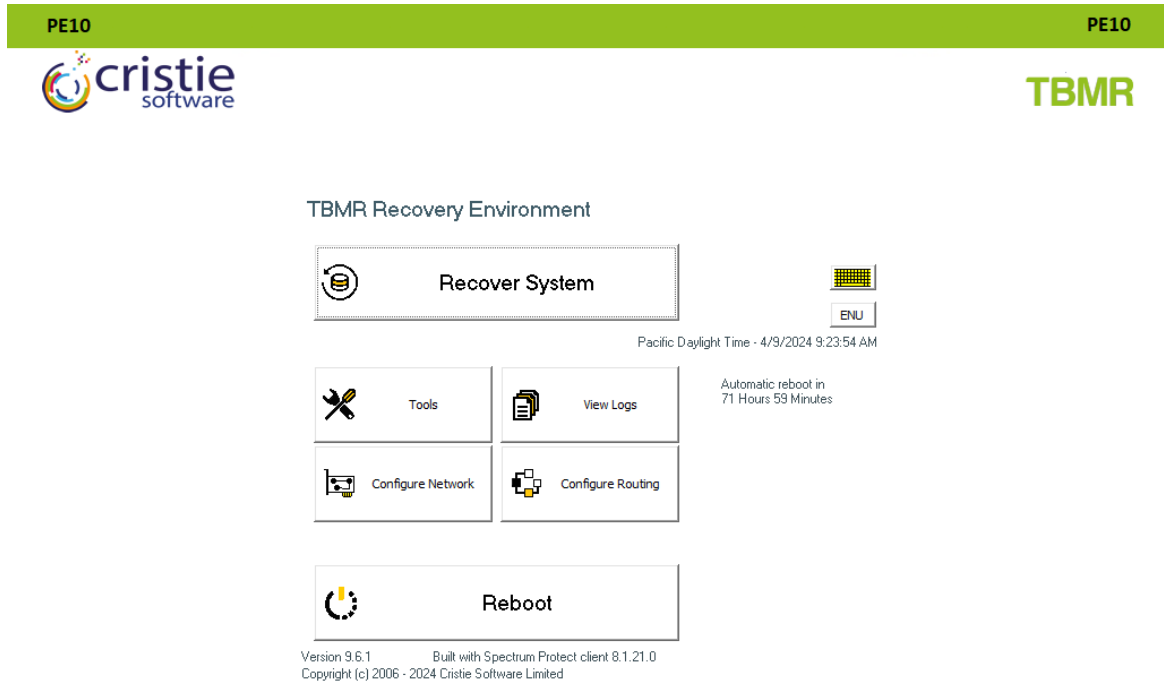 PE10 PE10
cristie
software
TBMR
TBMR Recovery Environment
Recover System
ENU
Pacific Daylight Time - 4/9/2024 9:23:54 AM
Automatic reboot in
71 Hours 59 Minutes
Tools
View Logs
Configure Network
Configure Routing
Reboot
Version 9.6.1 Built with Spectrum Protect client 8.1.21.0
Copyright (c) 2006 - 2024 Cristie Software Limited